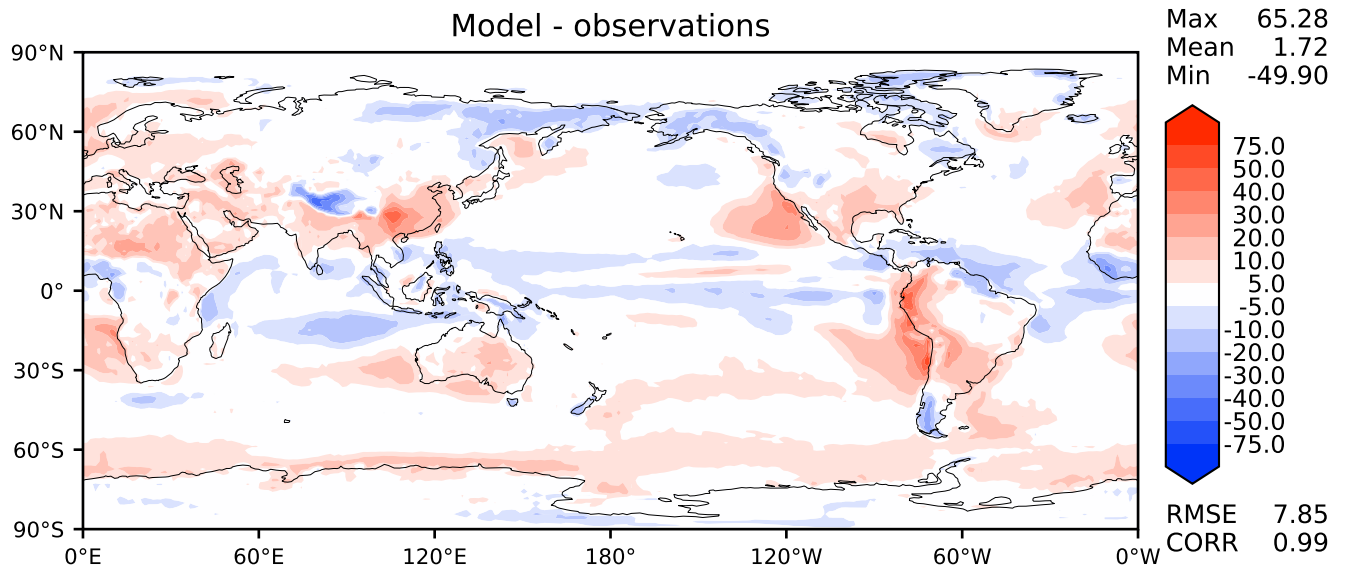 Model - observations
Max 65.28
Mean 1.72
Min -49.90
90°N
60°N
30°N
0°
30°S
60°S
90°S
0°E 60°E 120°E 180° 120°W 60°W 0°W
75.0
50.0
40.0
30.0
20.0
10.0
5.0
-5.0
-10.0
-20.0
-30.0
-40.0
-50.0
-75.0
RMSE 7.85
CORR 0.99